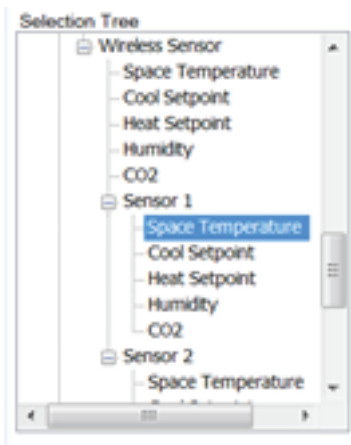 Selection Tree
Wireless Sensor
Space Temperature
Cool Setpoint
Heat Setpoint
Humidity
CO2
Sensor 1
Space Temperature
Cool Setpoint
Heat Setpoint
Humidity
CO2
Sensor 2
Space Temperature